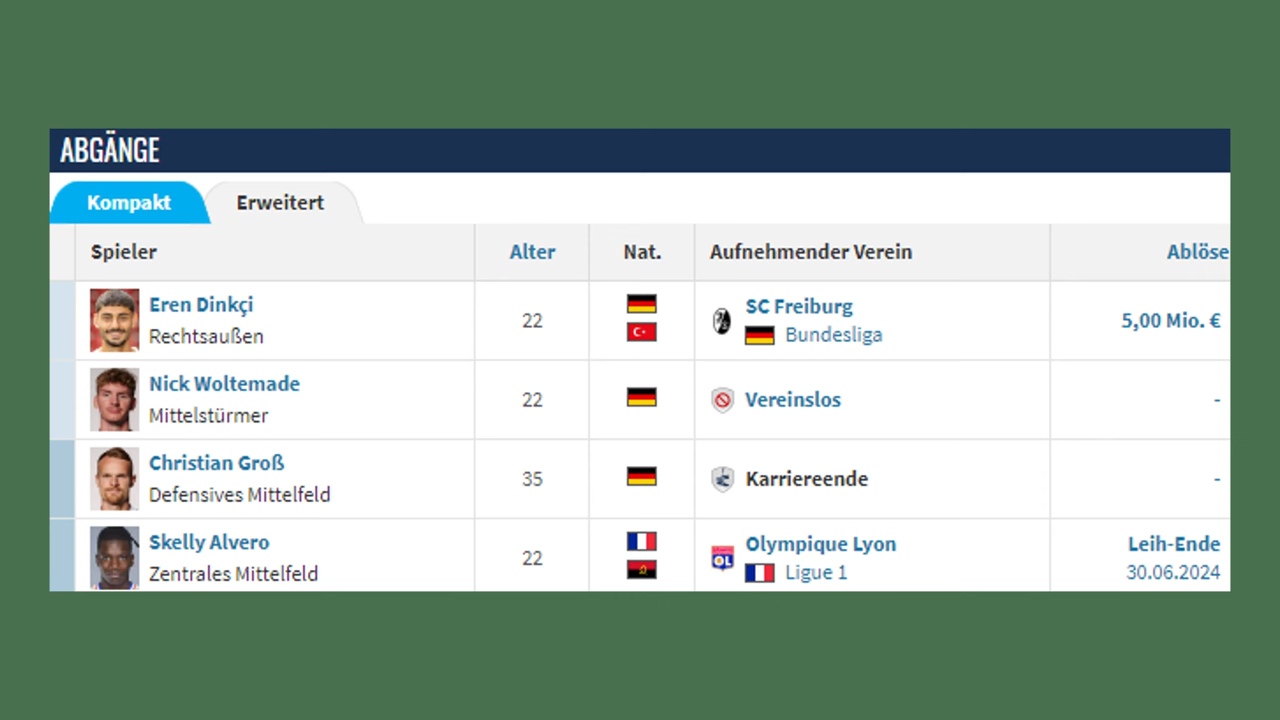 ABGÄNGE
Kompakt Erweitert
Spieler Alter Nat. Aufnehmender Verein Ablöse
Eren Dinkçi
Rechtsaußen
22
SC Freiburg
Bundesliga
5,00 Mio. €
Nick Woltemade
Mittelstürmer
22
Vereinslos
-
Christian Groß
Defensives Mittelfeld
35
Karriereende
-
Skelly Alvero
Zentrales Mittelfeld
22
OL
Olympique Lyon
Ligue 1
Leih-Ende
30.06.2024